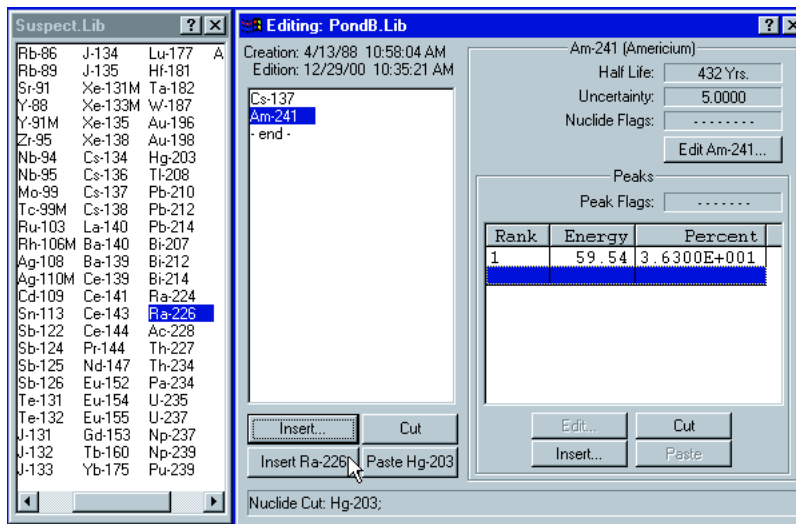 Suspect.Lib
Rb-86 J-134 Lu-177 A
Rb-89 J-135 Hf-181
Sr-91 Xe-131M Ta-182
Y-88 Xe-133M W-187
Y-91M Xe-135 Au-196
Zr-95 Xe-138 Au-198
Nb-94 Cs-134 Hg-203
Nb-95 Cs-136 Tl-208
Mo-99 Cs-137 Pb-210
Tc-99M Cs-138 Pb-212
Ru-103 La-140 Pb-214
Rh-106M Ba-140 Bi-207
Ag-108 Ba-139 Bi-212
Ag-110M Ce-139 Bi-214
Cd-109 Ce-141 Ra-224
Sn-113 Ce-143 Ra-226
Sb-122 Ce-144 Ac-228
Sb-124 Pr-144 Th-227
Sb-125 Nd-147 Th-234
Sb-126 Eu-152 Pa-234
Te-131 Eu-154 U-235
Te-132 Eu-155 U-237
J-131 Gd-153 Np-237
J-132 Tb-160 Np-239
J-133 Yb-175 Pu-239
Editing: PondB.Lib
Creation: 4/13/88 10:58:04 AM
Edition: 12/29/00 10:35:21 AM
Cs-137
Am-241
- end -
Insert... Cut
Insert Ra-226 Paste Hg-203
Am-241 (Americium)
Half Life: 432 Yrs.
Uncertainty: 5.0000
Nuclide Flags: --------
Edit Am-241...
Peaks
Peak Flags: -------
Rank Energy Percent
1 59.54 3.6300E+001
Edit... Cut
Insert... Paste
Nuclide Cut: Hg-203;